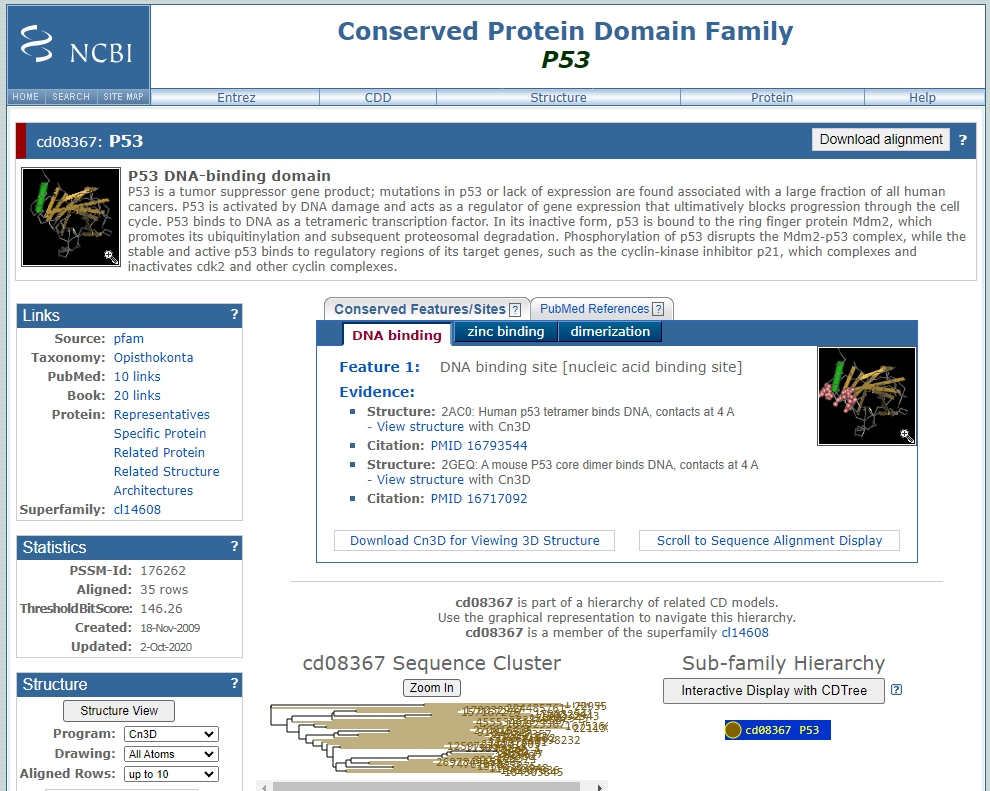 NCBI
Conserved Protein Domain Family
P53
HOME SEARCH SITE MAP
Entrez CDD Structure Protein Help
cd08367: P53
Download alignment ?
P53 DNA-binding domain
P53 is a tumor suppressor gene product; mutations in p53 or lack of expression are found associated with a large fraction of all human
cancers. P53 is activated by DNA damage and acts as a regulator of gene expression that ultimatively blocks progression through the cell
cycle. P53 binds to DNA as a tetrameric transcription factor. In its inactive form, p53 is bound to the ring finger protein Mdm2, which
promotes its ubiquitinylation and subsequent proteosomal degradation. Phosphorylation of p53 disrupts the Mdm2-p53 complex, while the
stable and active p53 binds to regulatory regions of its target genes, such as the cyclin-kinase inhibitor p21, which complexes and
inactivates cdk2 and other cyclin complexes.
Links ?
Source: pfam
Taxonomy: Opisthokonta
PubMed: 10 links
Book: 20 links
Protein: Representatives
Specific Protein
Related Protein
Related Structure
Architectures
Superfamily: cl14608
Statistics ?
PSSM-Id: 176262
Aligned: 35 rows
ThresholdBitScore: 146.26
Created: 18-Nov-2009
Updated: 2-Oct-2020
Structure ?
Structure View
Program: Cn3D
Drawing: All Atoms
Aligned Rows: up to 10
Conserved Features/Sites ? PubMed References ?
DNA binding zinc binding dimerization
Feature 1: DNA binding site [nucleic acid binding site]
Evidence:
Structure: 2AC0: Human p53 tetramer binds DNA, contacts at 4 A
- View structure with Cn3D
Citation: PMID 16793544
Structure: 2GEQ: A mouse P53 core dimer binds DNA, contacts at 4 A
- View structure with Cn3D
Citation: PMID 16717092
Download Cn3D for Viewing 3D Structure Scroll to Sequence Alignment Display
cd08367 is part of a hierarchy of related CD models.
Use the graphical representation to navigate this hierarchy.
cd08367 is a member of the superfamily cl14608
cd08367 Sequence Cluster
Zoom In
Sub-family Hierarchy
Interactive Display with CDTree ?
cd08367 P53